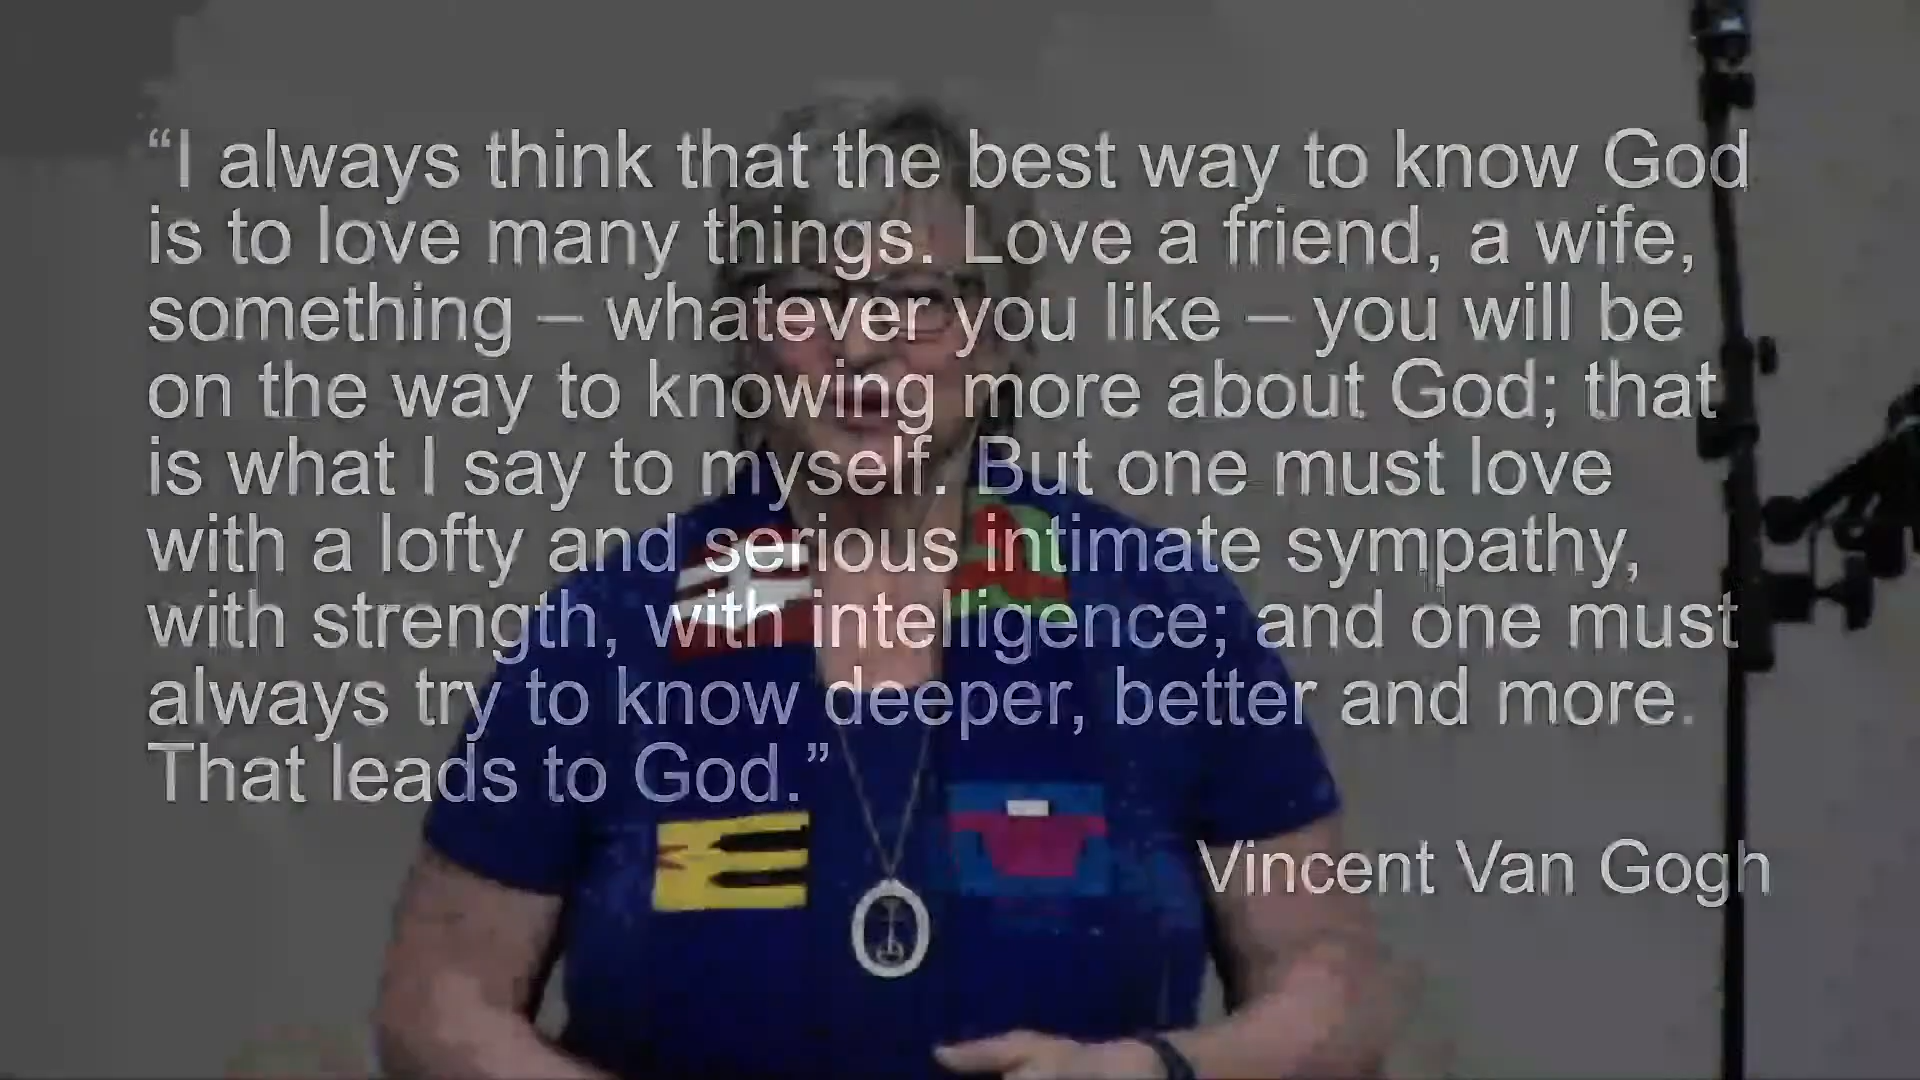 “I always think that the best way to know God
is to love many things. Love a friend, a wife,
something – whatever you like – you will be
on the way to knowing more about God; that
is what I say to myself. But one must love
with a lofty and serious intimate sympathy,
with strength, with intelligence; and one must
always try to know deeper, better and more.
That leads to God.”
Vincent Van Gogh